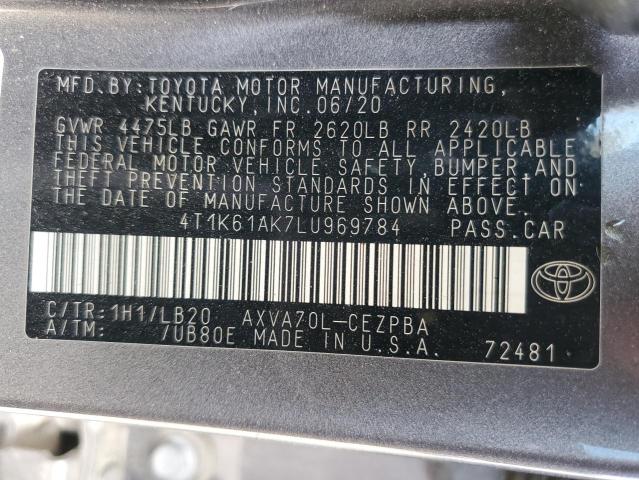 MFD.BY:TOYOTA MOTOR MANUFACTURING,
KENTUCKY, INC. 06/20
GVWR 4475LB GAWR FR 2620LB RR 2420LB
THIS VEHICLE CONFORMS TO ALL APPLICABLE
FEDERAL MOTOR VEHICLE SAFETY, BUMPER, AND
THEFT PREVENTION STANDARDS IN EFFECT ON
THE DATE OF MANUFACTURE SHOWN ABOVE.
4T1K61AK7LU969784 PASS.CAR
C/TR:1H1/LB20 AXVA70L-CEZPBA
A/TM: /UB80E MADE IN U.S.A. 72481